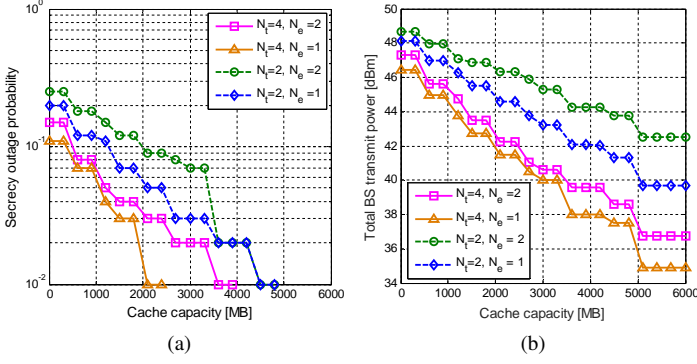 10^0
10^-1
10^-2
Secrecy outage probability
N_t=4, N_e=2
N_t=4, N_e=1
N_t=2, N_e=2
N_t=2, N_e=1
0 1000 2000 3000 4000 5000 6000
Cache capacity [MB]
(a)
50
48
46
44
42
40
38
36
34
Total BS transmit power [dBm]
N_t=4, N_e = 2
N_t=4, N_e=1
N_t=2, N_e = 2
N_t=2, N_e = 1
0 1000 2000 3000 4000 5000 6000
Cache capacity [MB]
(b)